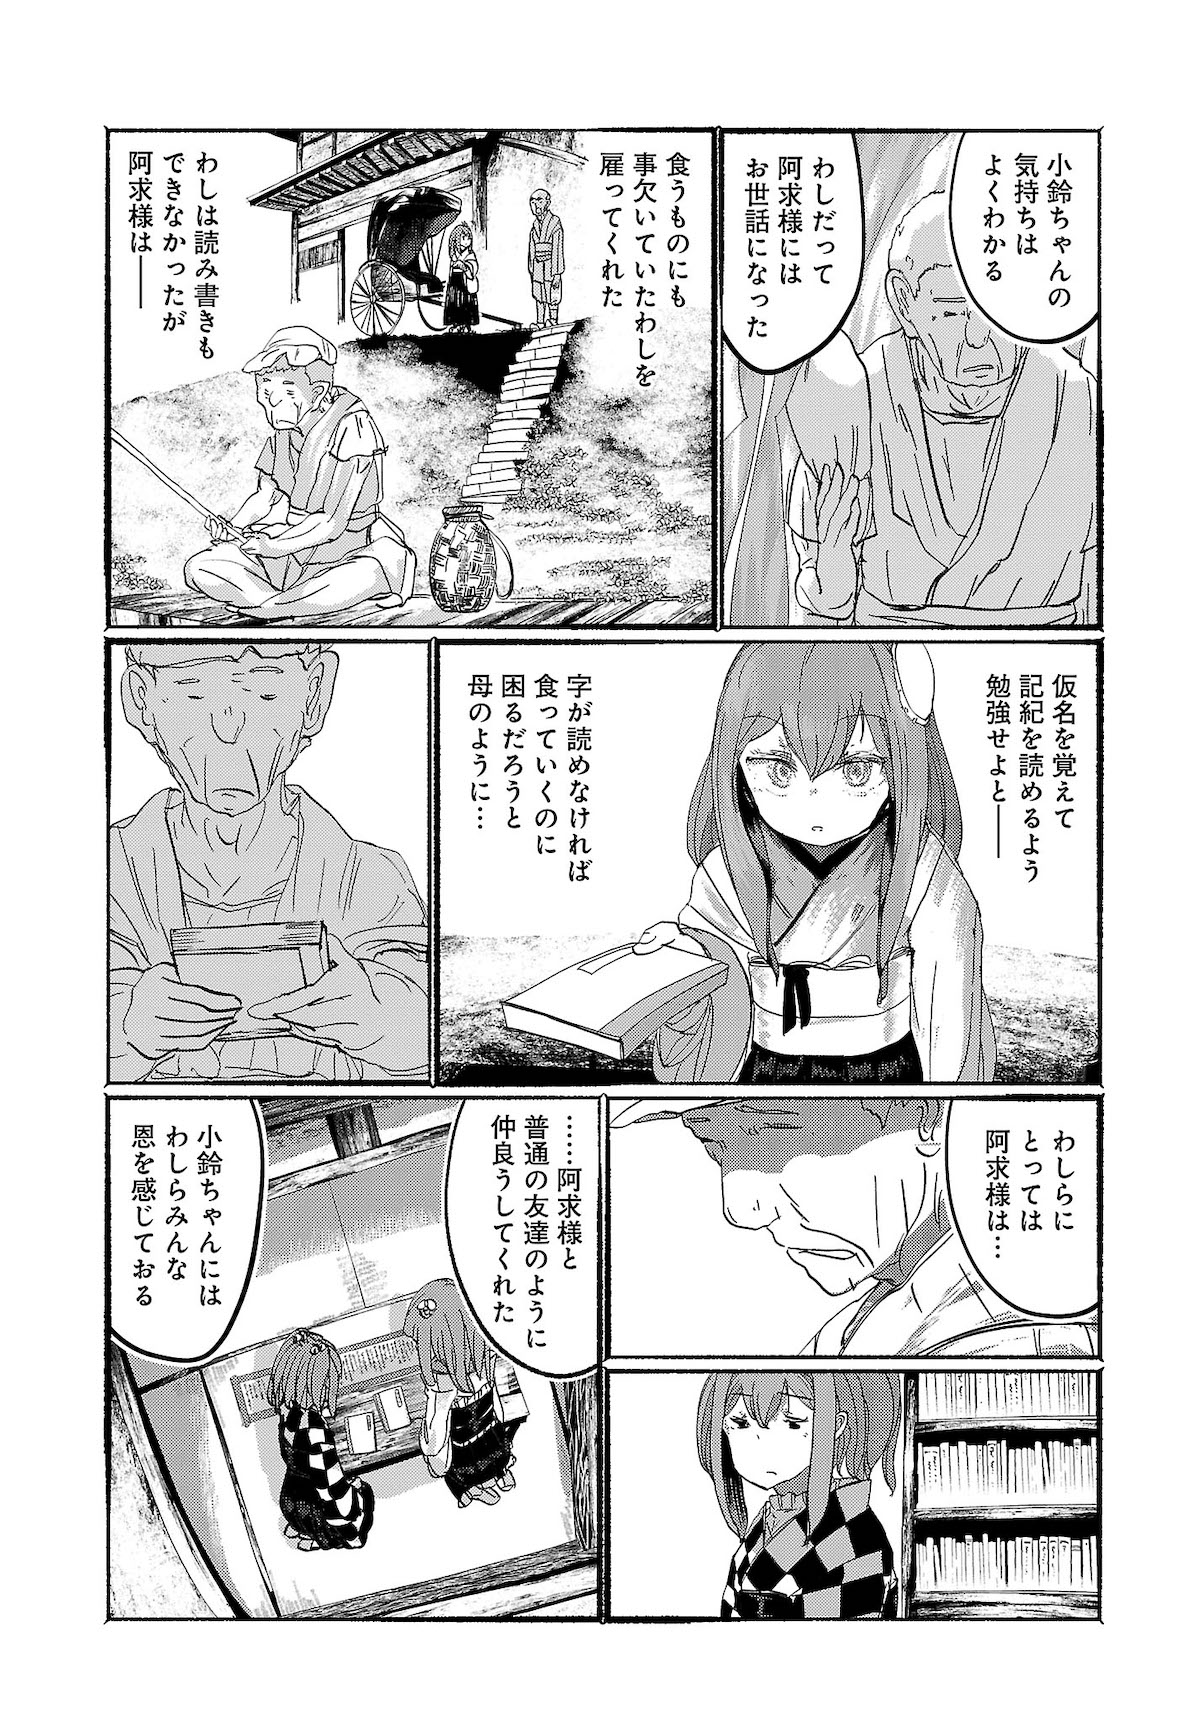 小鈴ちゃんの
気持ちは
よくわかる
わしだって
阿求様には
お世話になった
食うものにも
事欠いていたわしを
雇ってくれた
わしは読み書きも
できなかったが
阿求様は――
仮名を覚えて
記紀を読めるよう
勉強せよと――
字が読めなければ
食っていくのに
困るだろうと
母のように…
わしらに
とっては
阿求様は…
……阿求様と
普通の友達のように
仲良うしてくれた
小鈴ちゃんには
わしらみんな
恩を感じておる